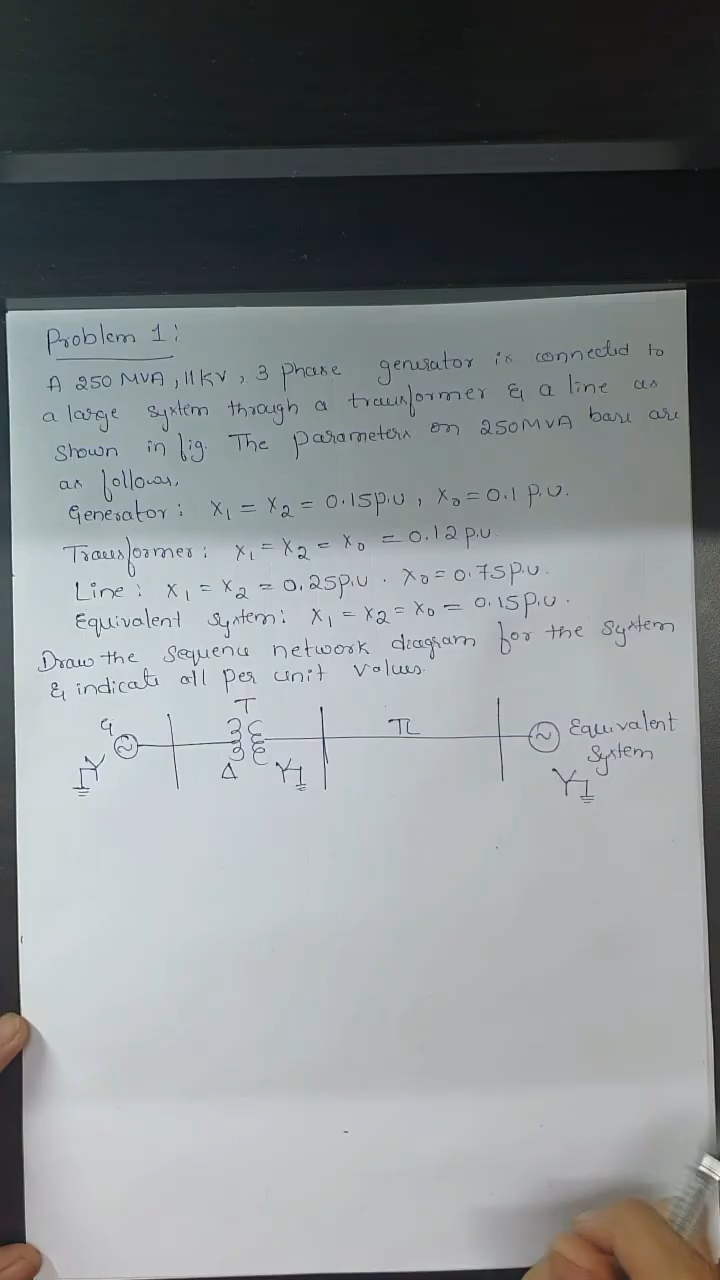 Problem 1:
A 250 MVA, 11KV, 3 phase generator is connected to
a large system through a transformer & a line as
shown in fig. The parameters on 250MVA base are
as follows,
Generator: X₁ = X₂ = 0.15p.u, X₀ = 0.1 p.u.
Transformer: X₁ = X₂ = X₀ = 0.12 p.u.
Line: X₁ = X₂ = 0.25p.u. X₀ = 0.75p.u.
Equivalent system: X₁ = X₂ = X₀ = 0.15p.u.
Draw the sequence network diagram for the system
& indicate all per unit values.
G T TL Equivalent
System
Δ Y Y Y